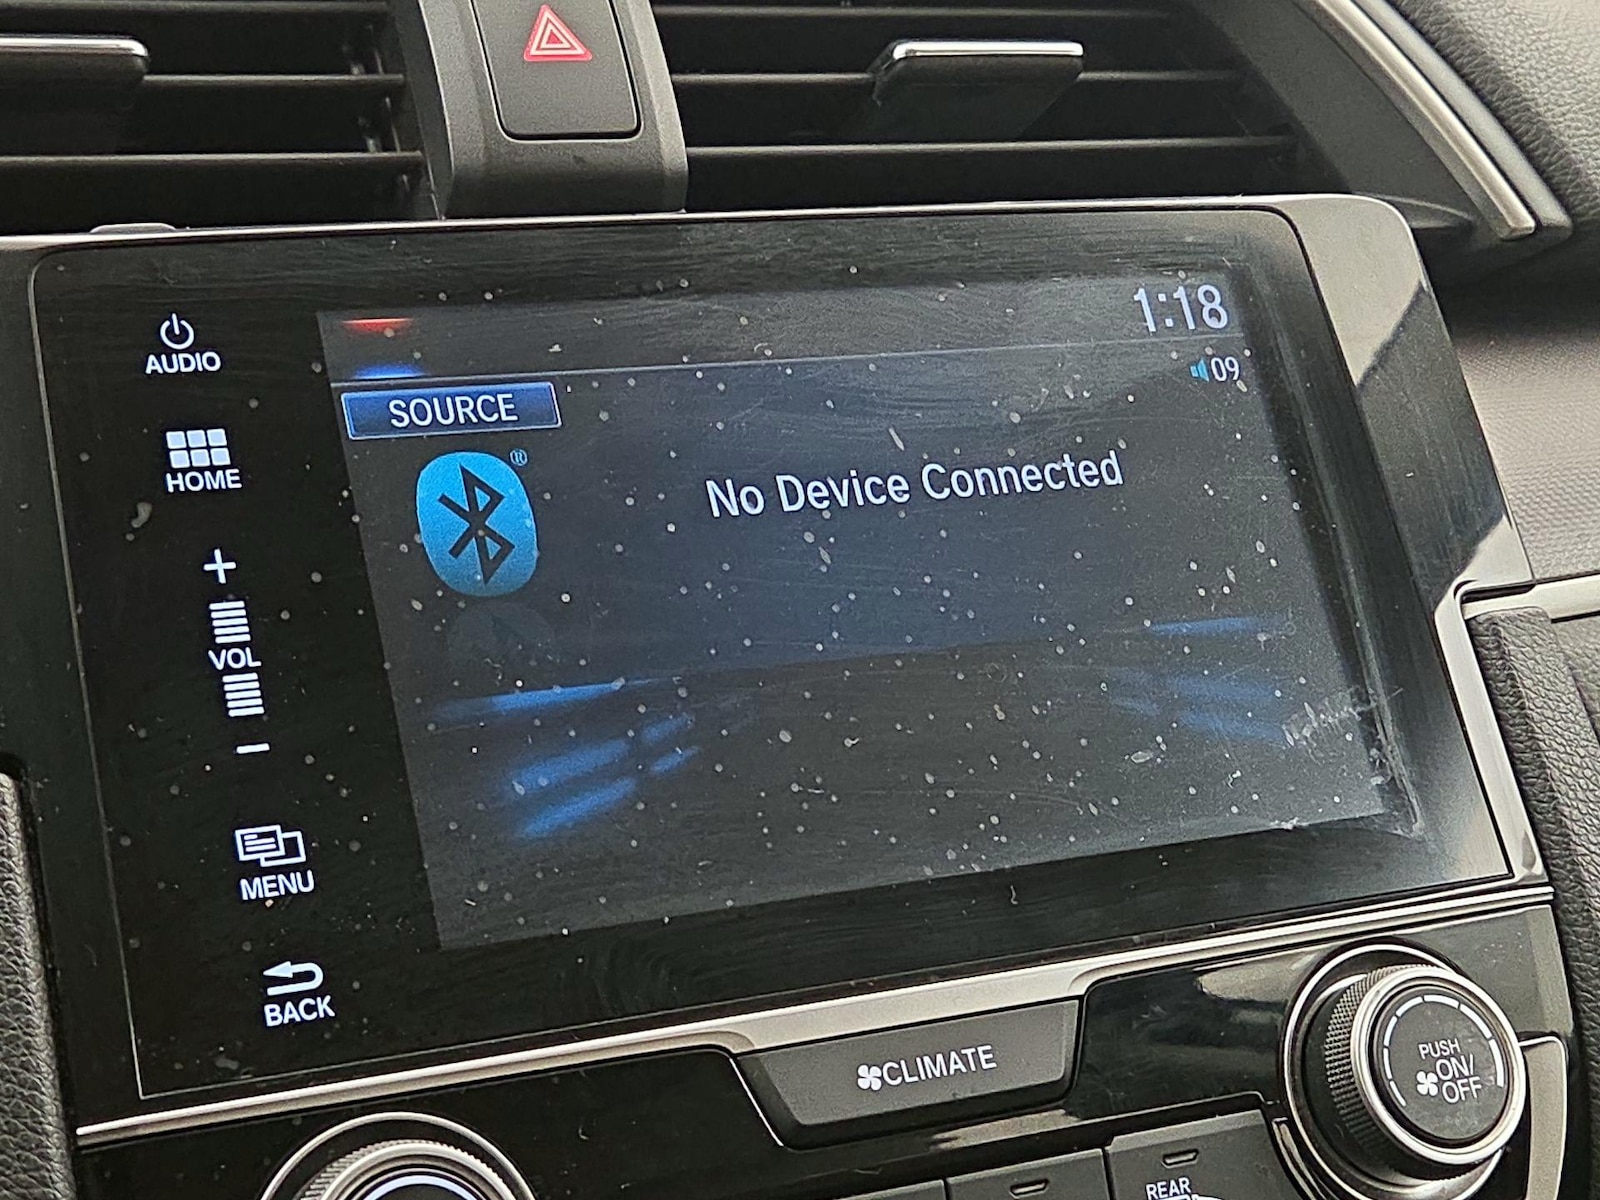 1:18
AUDIO
09
SOURCE
®
No Device Connected
HOME
+
VOL
−
MENU
BACK
CLIMATE
PUSH
ON/
OFF
REAR